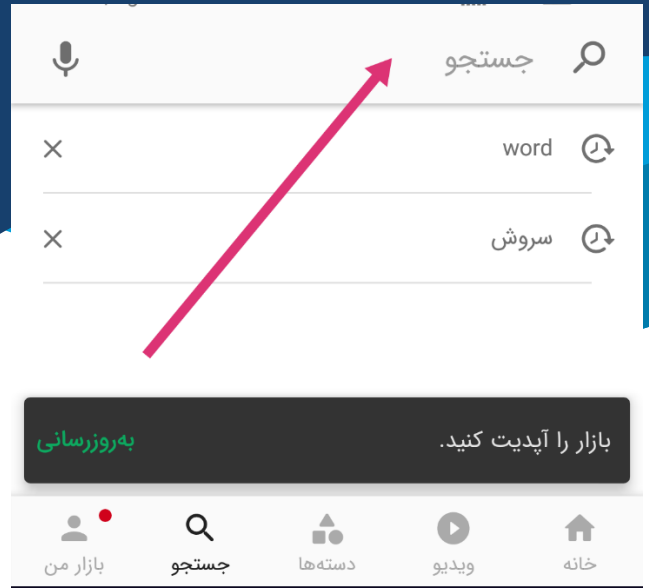 جستجو
word
سروش
بازار را آپدیت کنید. به‌روزرسانی
خانه ویدیو دسته‌ها جستجو بازار من